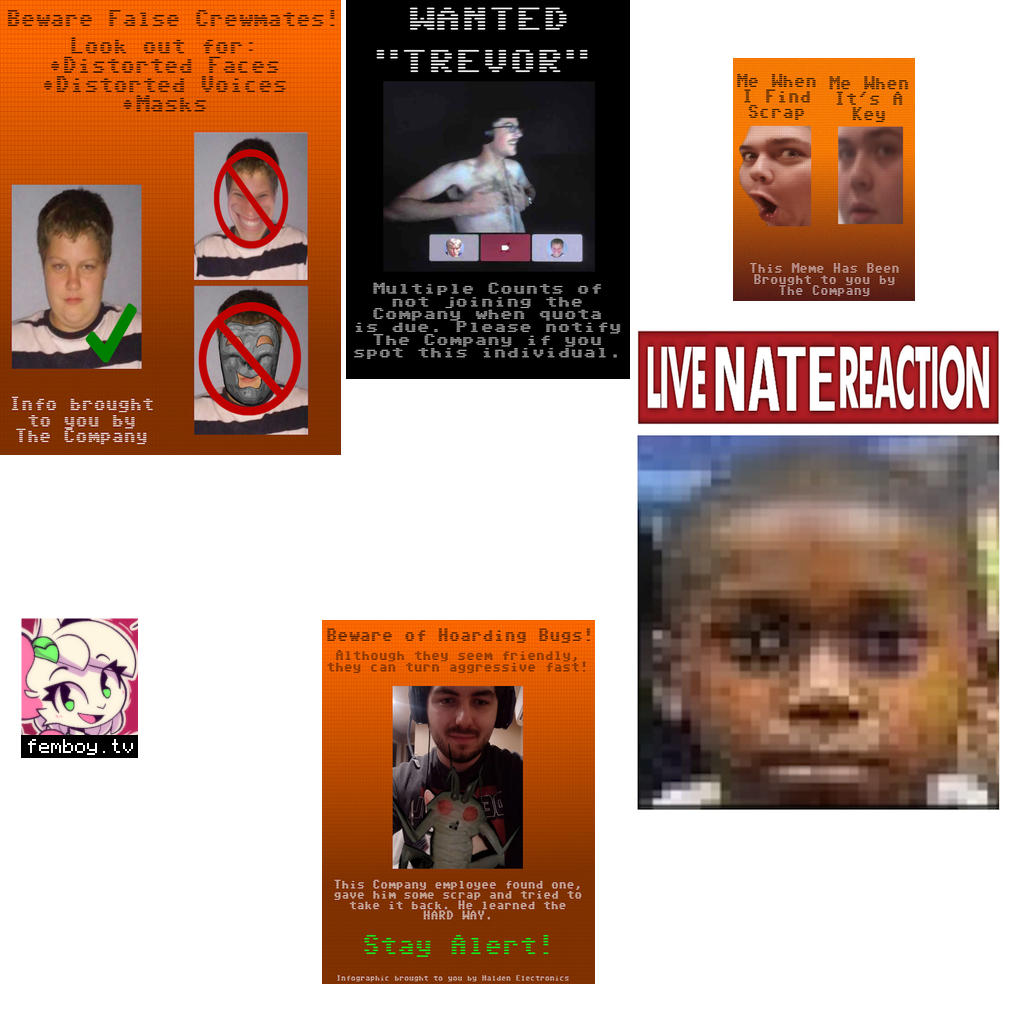 Beware False Crewmates!
Look out for:
•Distorted Faces
•Distorted Voices
•Masks
Info brought
to you by
The Company
WANTED
"TREVOR"
Multiple Counts of
not joining the
Company when quota
is due. Please notify
The Company if you
spot this individual.
Me When
I Find
Scrap
Me When
It's A
Key
This Meme Has Been
Brought to you by
The Company
LIVE NATE REACTION
femboy.tv
Beware of Hoarding Bugs!
Although they seem friendly,
they can turn aggressive fast!
This Company employee found one,
gave him some scrap and tried to
take it back. He learned the
HARD WAY.
Stay Alert!
Infographic brought to you by Halden Electronics